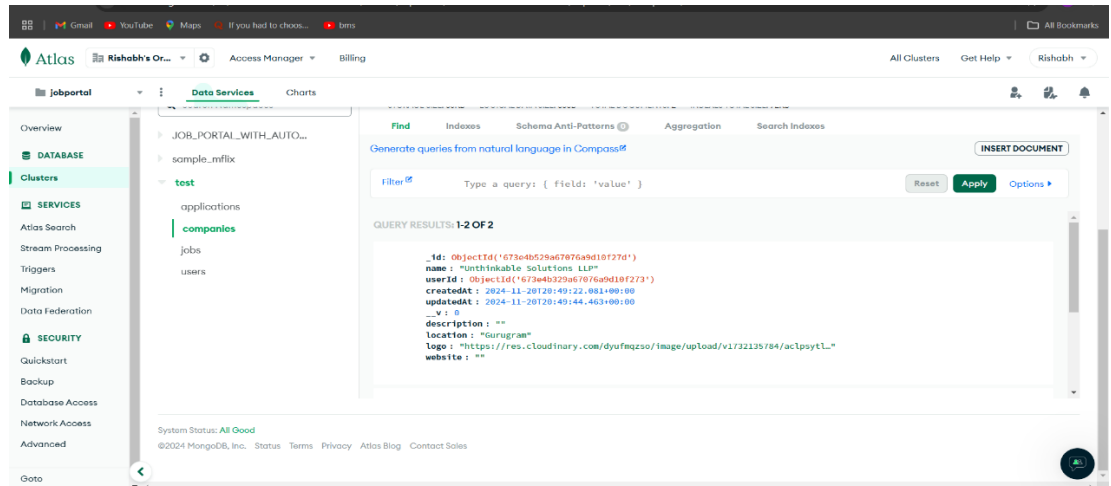 Gmail YouTube Maps If you had to choos... bms All Bookmarks
Atlas Rishabh's Or... Access Manager Billing All Clusters Get Help Rishabh
jobportal Data Services Charts
Overview
DATABASE
Clusters
SERVICES
Atlas Search
Stream Processing
Triggers
Migration
Data Federation
SECURITY
Quickstart
Backup
Database Access
Network Access
Advanced
Goto
JOB_PORTAL_WITH_AUTO...
sample_mflix
test
applications
companies
jobs
users
Find Indexes Schema Anti-Patterns 0 Aggregation Search Indexes
Generate queries from natural language in Compass
INSERT DOCUMENT
Filter Type a query: { field: 'value' } Reset Apply Options
QUERY RESULTS: 1-2 OF 2
_id: ObjectId('673e4b529a67076a9d10f27d')
name : "Unthinkable Solutions LLP"
userId : ObjectId('673e4b329a67076a9d10f273')
createdAt : 2024-11-20T20:49:22.081+00:00
updatedAt : 2024-11-20T20:49:44.463+00:00
__v : 0
description : ""
location : "Gurugram"
logo : "https://res.cloudinary.com/dyufmqzso/image/upload/v1732135784/aclpsytl…"
website : ""
System Status: All Good
©2024 MongoDB, Inc. Status Terms Privacy Atlas Blog Contact Sales